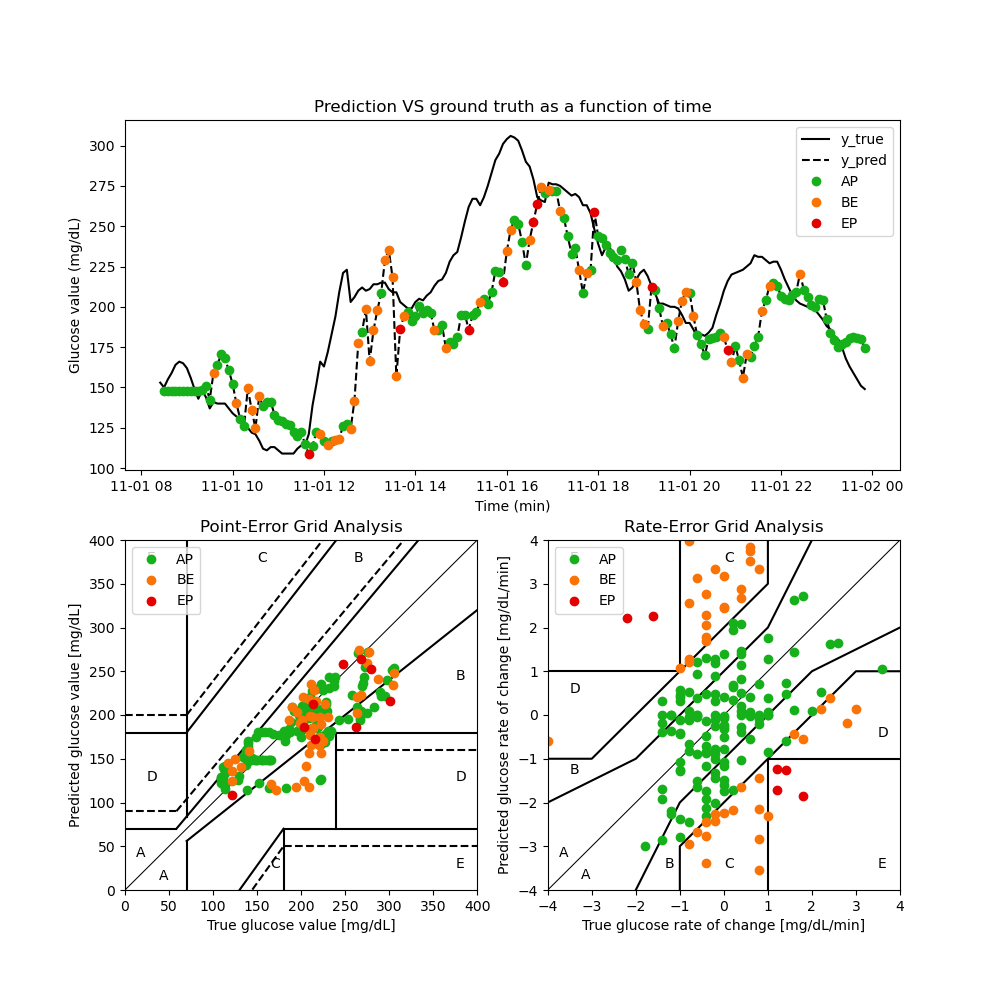 Prediction VS ground truth as a function of time
Glucose value (mg/dL)
300
275
250
225
200
175
150
125
100
y_true
y_pred
AP
BE
EP
11-01 08 11-01 10 11-01 12 11-01 14 11-01 16 11-01 18 11-01 20 11-01 22 11-02 00
Time (min)
Point-Error Grid Analysis
Predicted glucose value [mg/dL]
400
350
300
250
200
150
100
50
0
AP
BE
EP
C B
B
D D
A
A
C E
0 50 100 150 200 250 300 350 400
True glucose value [mg/dL]
Rate-Error Grid Analysis
Predicted glucose rate of change [mg/dL/min]
4
3
2
1
0
−1
−2
−3
−4
AP
BE
EP
C
D
D
B
A
A
B C E
−4 −3 −2 −1 0 1 2 3 4
True glucose rate of change [mg/dL/min]